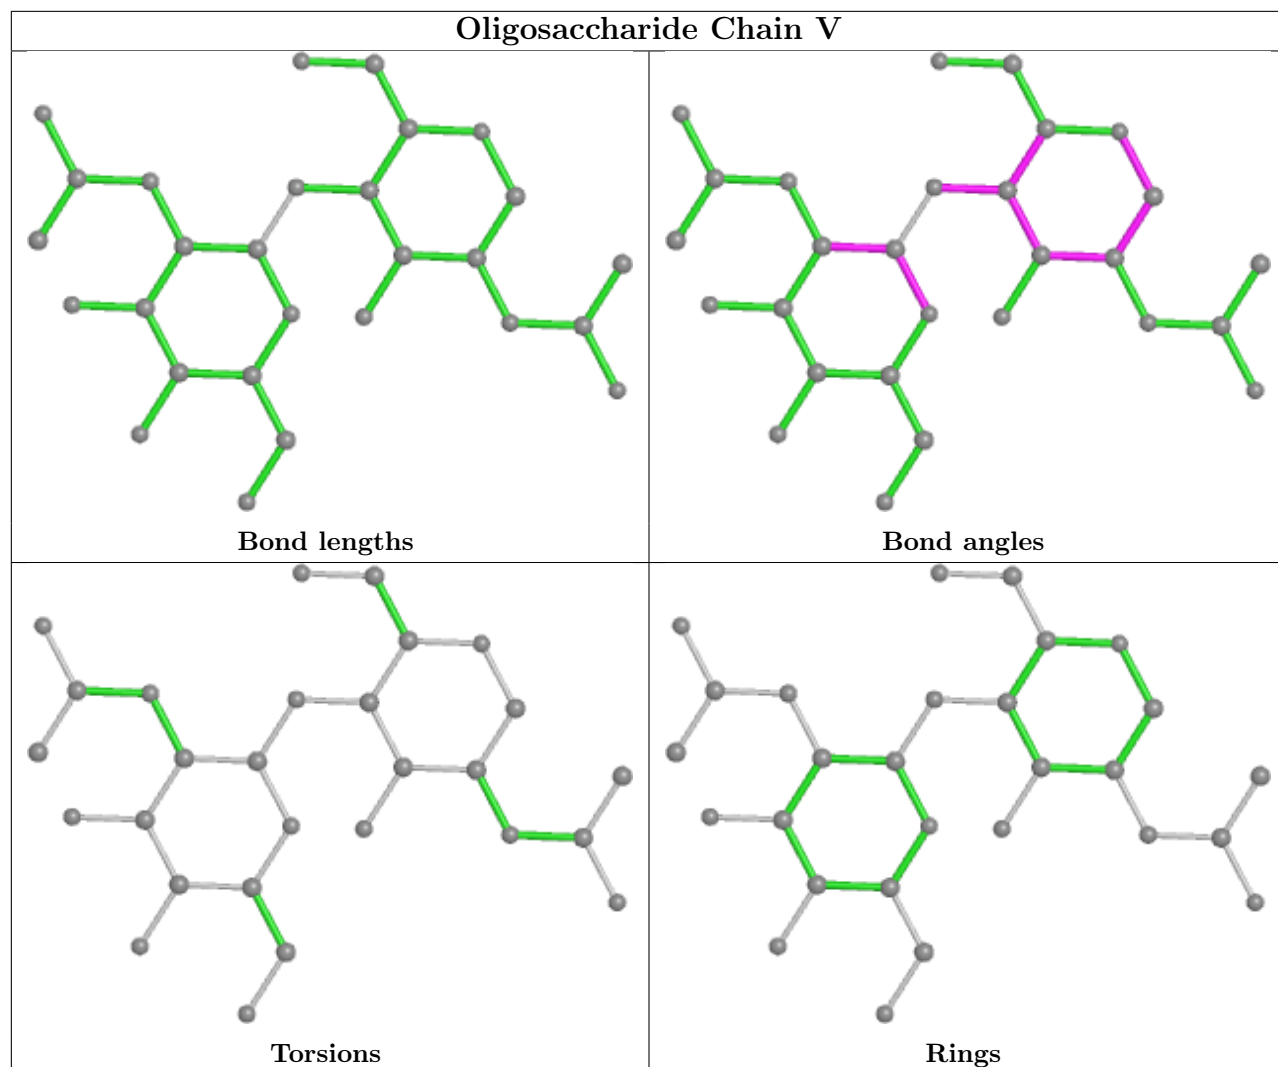 Oligosaccharide Chain V
Bond lengths
Bond angles
Torsions
Rings